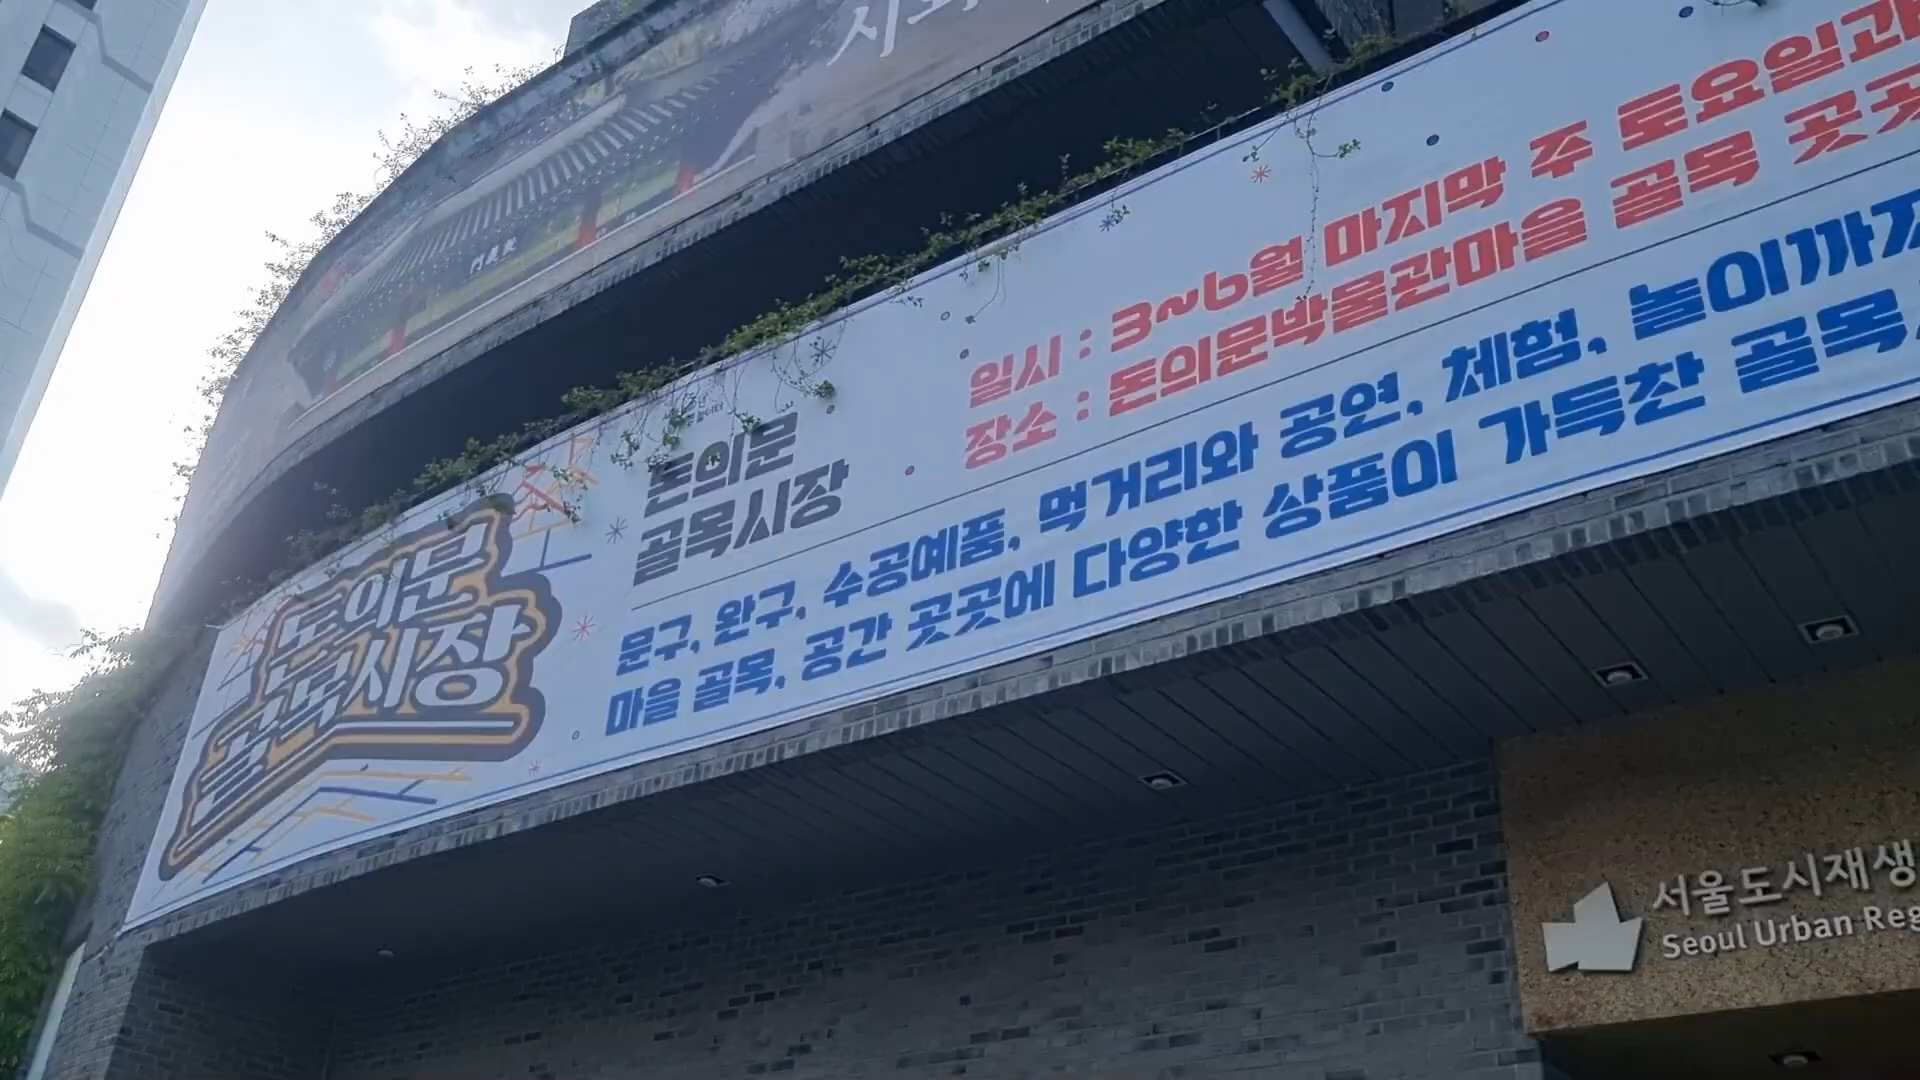 門義敦
일시 : 3~6월 마지막 주 토요일과
장소 : 돈의문박물관마을 골목 곳곳
돈의문
골목시장
문구, 완구, 수공예품, 먹거리와 공연, 체험, 놀이까지
마을 골목, 공간 곳곳에 다양한 상품이 가득찬 골목
돈의문
골목시장
서울도시재생
Seoul Urban Reg